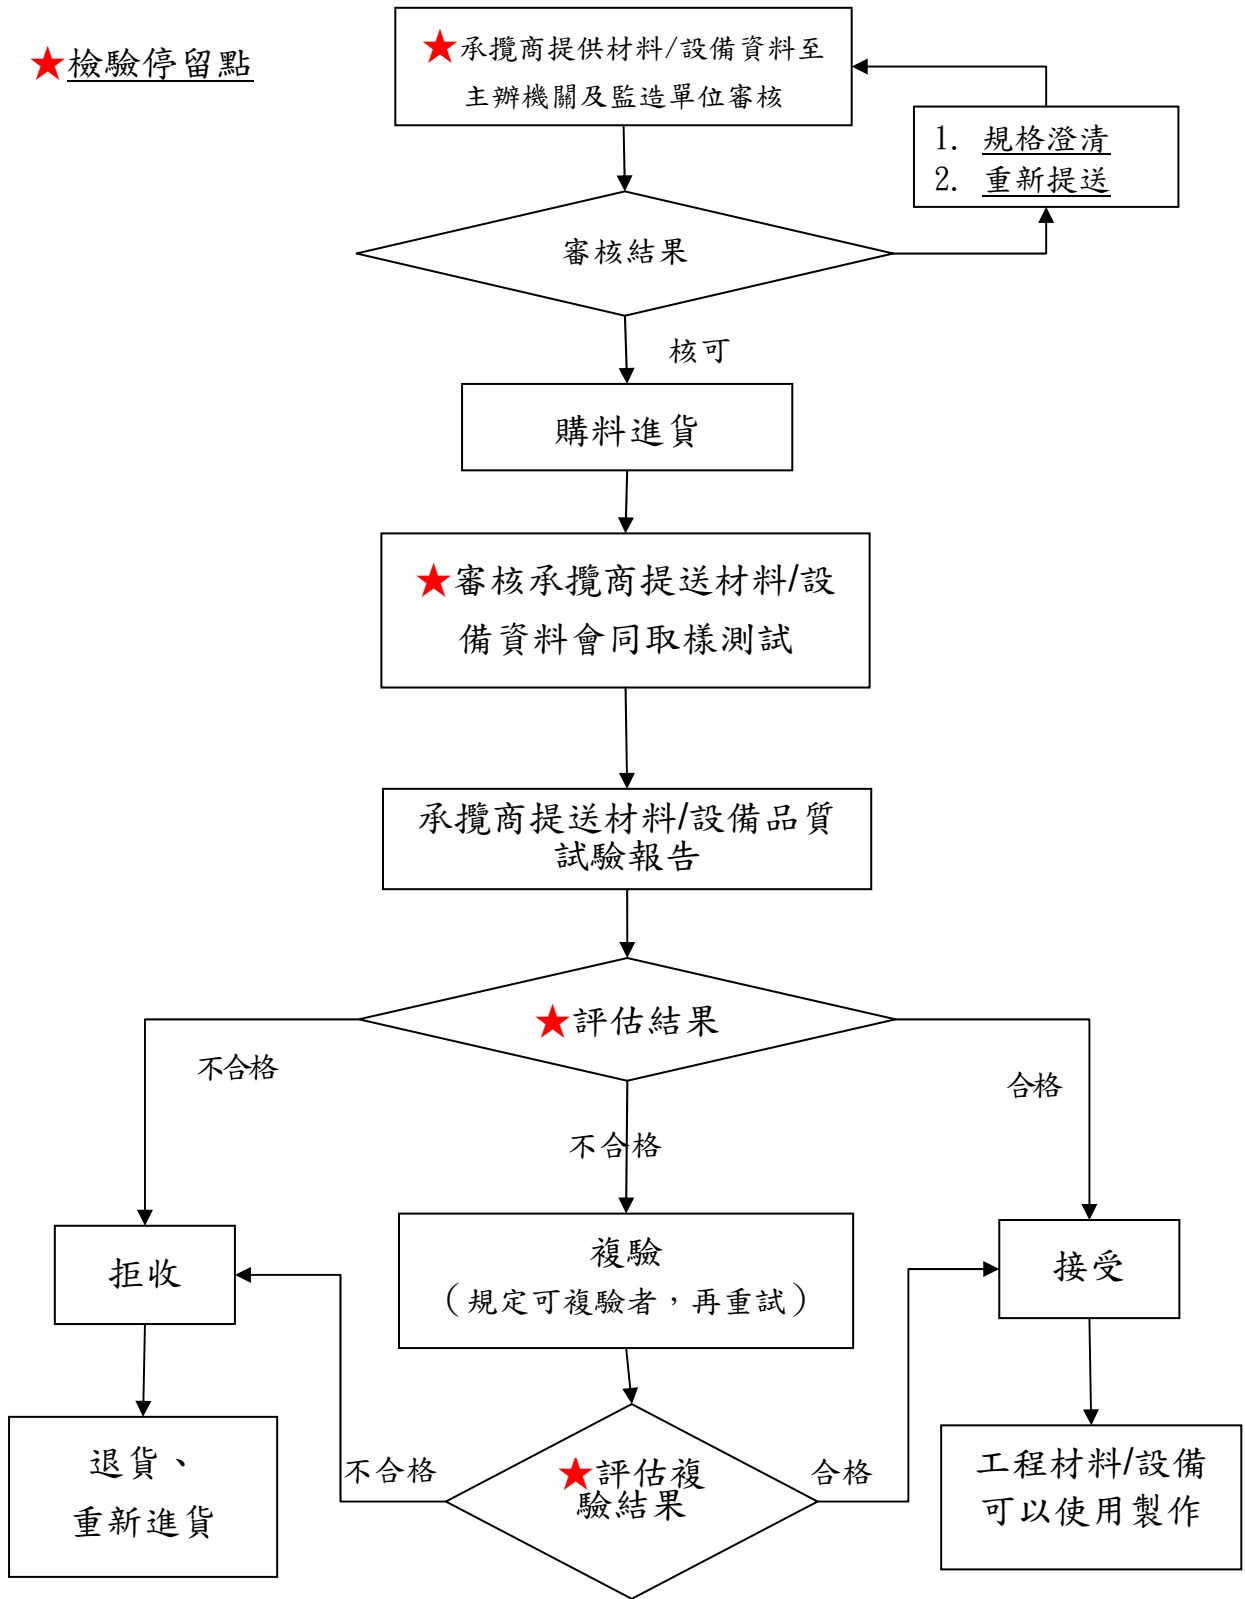 ★檢驗停留點
★承攬商提供材料/設備資料至
主辦機關及監造單位審核
1. 規格澄清
2. 重新提送
審核結果
核可
購料進貨
★審核承攬商提送材料/設
備資料會同取樣測試
承攬商提送材料/設備品質
試驗報告
★評估結果
不合格
合格
不合格
拒收
複驗
（規定可複驗者，再重試）
接受
退貨、
重新進貨
不合格
★評估複
驗結果
合格
工程材料/設備
可以使用製作